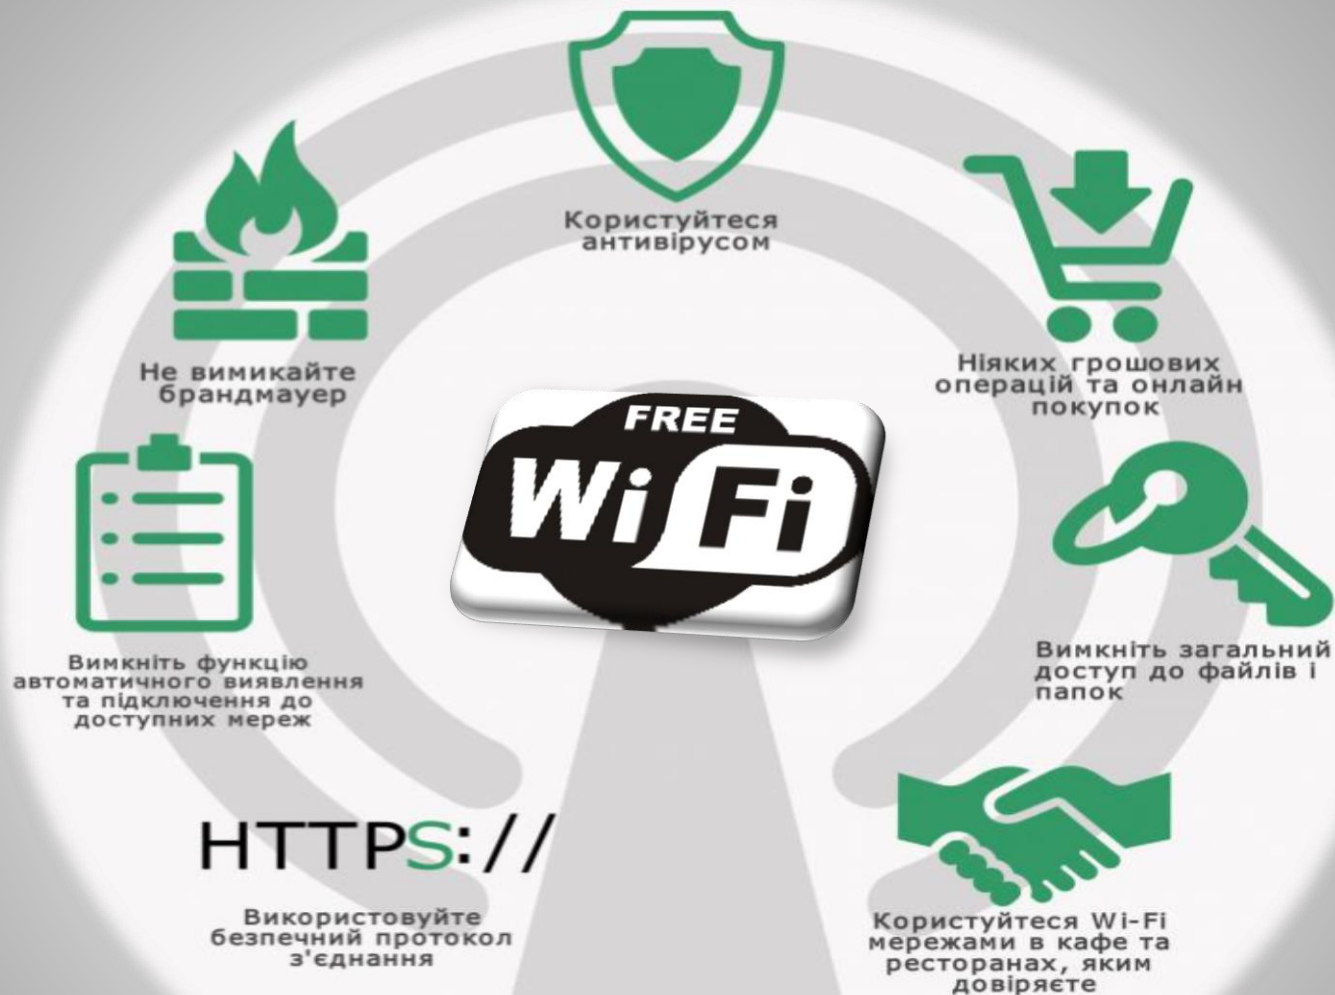 Користуйтеся
антивірусом
Не вимикайте
брандмауер
Ніяких грошових
операцій та онлайн
покупок
FREE
Wi Fi
Вимкніть функцію
автоматичного виявлення
та підключення до
доступних мереж
Вимкніть загальний
доступ до файлів і
папок
HTTPS://
Використовуйте
безпечний протокол
з'єднання
Користуйтеся Wi-Fi
мережами в кафе та
ресторанах, яким
довіряєте